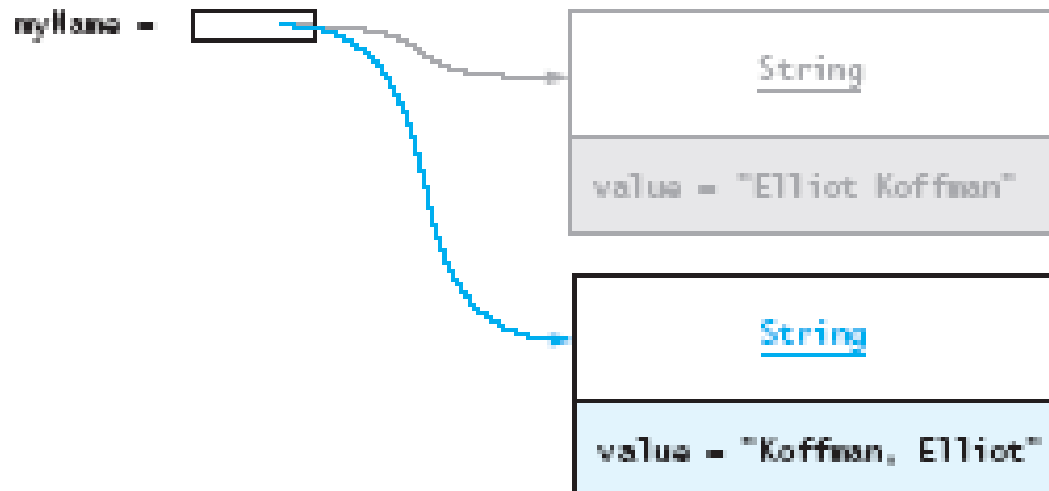 myName =
String
value = "Elliot Koffman"
String
value = "Koffman, Elliot"